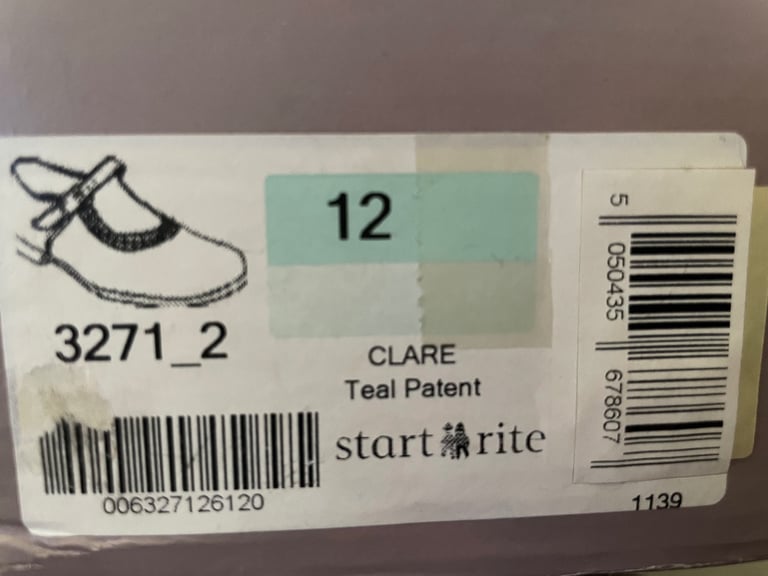 12
3271_2
CLARE
Teal Patent
start rite
006327126120
5 050435 678607
1139